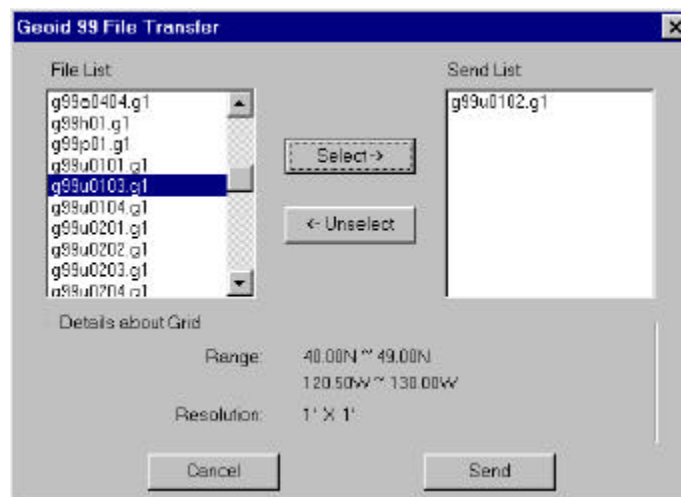 Geoid 99 File Transfer
File List
Send List
g99a0404.g1
g99h01.g1
g99p01.g1
g99u0101.g1
g99u0103.g1
g99u0104.g1
g99u0201.g1
g99u0202.g1
g99u0203.g1
g99u0204.g1
g99u0102.g1
Select->
<- Unselect
Details about Grid
Range: 40.00N ~ 49.00N
120.50W ~ 130.00W
Resolution: 1' X 1'
Cancel
Send